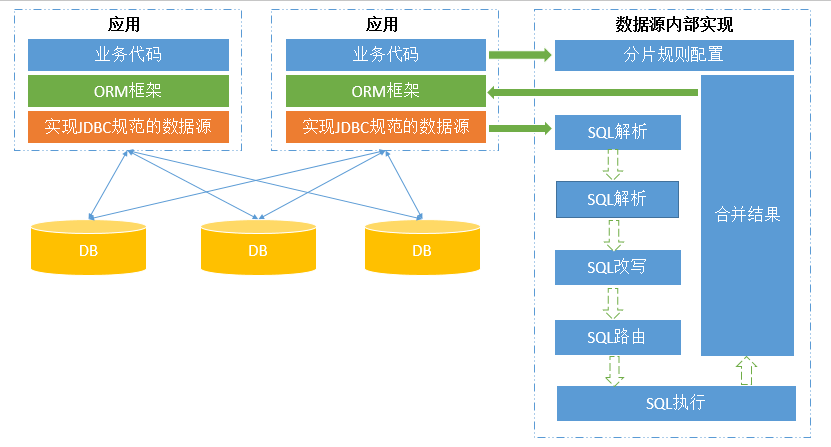 应用
业务代码
ORM框架
实现JDBC规范的数据源
应用
业务代码
ORM框架
实现JDBC规范的数据源
DB
DB
DB
数据源内部实现
分片规则配置
SQL解析
SQL解析
SQL改写
SQL路由
SQL执行
合并结果